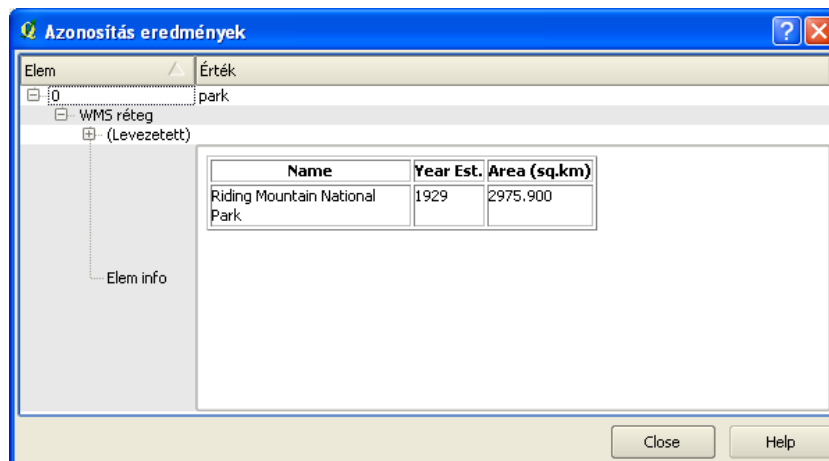 Azonosítás eredmények
Elem Érték
0 park
WMS réteg
(Levezetett)
Name Year Est. Area (sq.km)
Riding Mountain National 1929 2975.900
Park
Elem info
Close Help